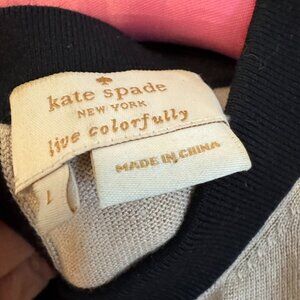 kate spade
NEW YORK
live colorfully
MADE IN CHINA
L